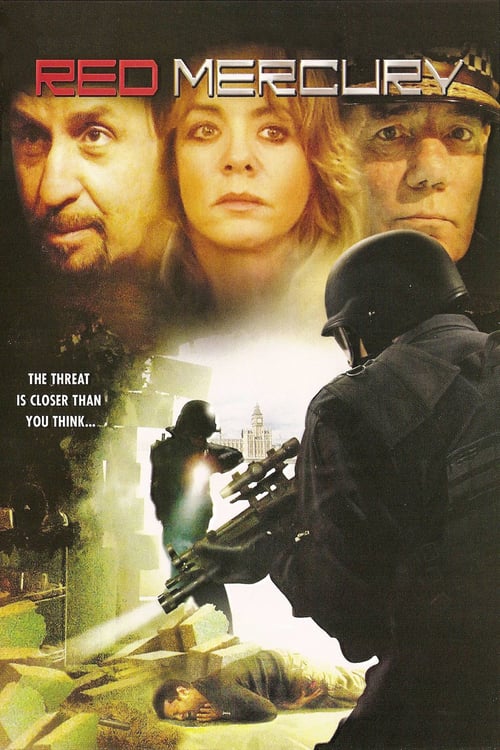 RED MERCURY
THE THREAT
IS CLOSER THAN
YOU THINK...